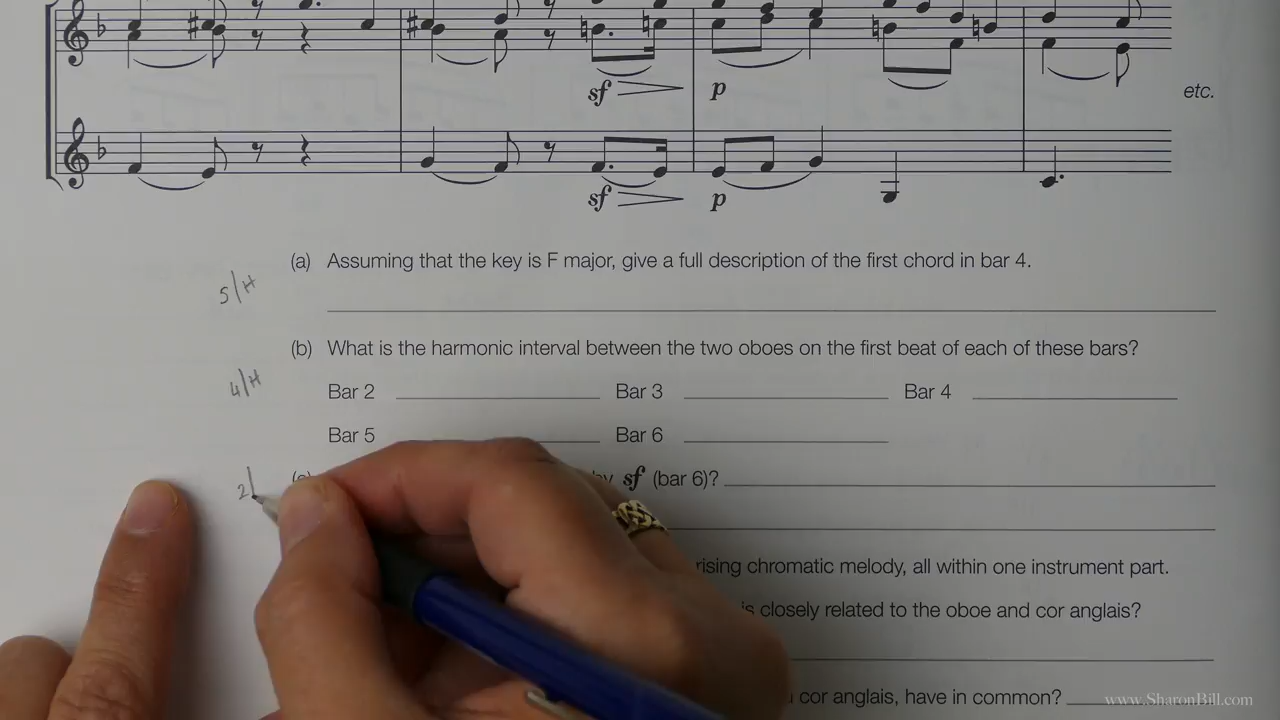 sf p etc.
sf p
(a) Assuming that the key is F major, give a full description of the first chord in bar 4.
5/H
(b) What is the harmonic interval between the two oboes on the first beat of each of these bars?
4/H
Bar 2 Bar 3 Bar 4
Bar 5 Bar 6
2/ sf (bar 6)?
rising chromatic melody, all within one instrument part.
is closely related to the oboe and cor anglais?
cor anglais, have in common?
www.SharonBill.com